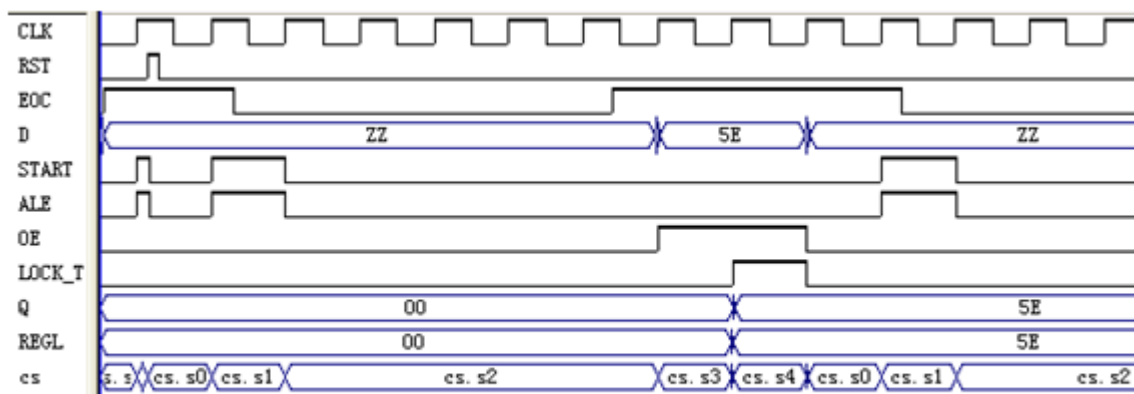 CLK
RST
EOC
D ZZ 5E ZZ
START
ALE
OE
LOCK_T
Q 00 5E
REGL 00 5E
cs s. s cs. s0 cs. s1 cs. s2 cs. s3 cs. s4 cs. s0 cs. s1 cs. s2